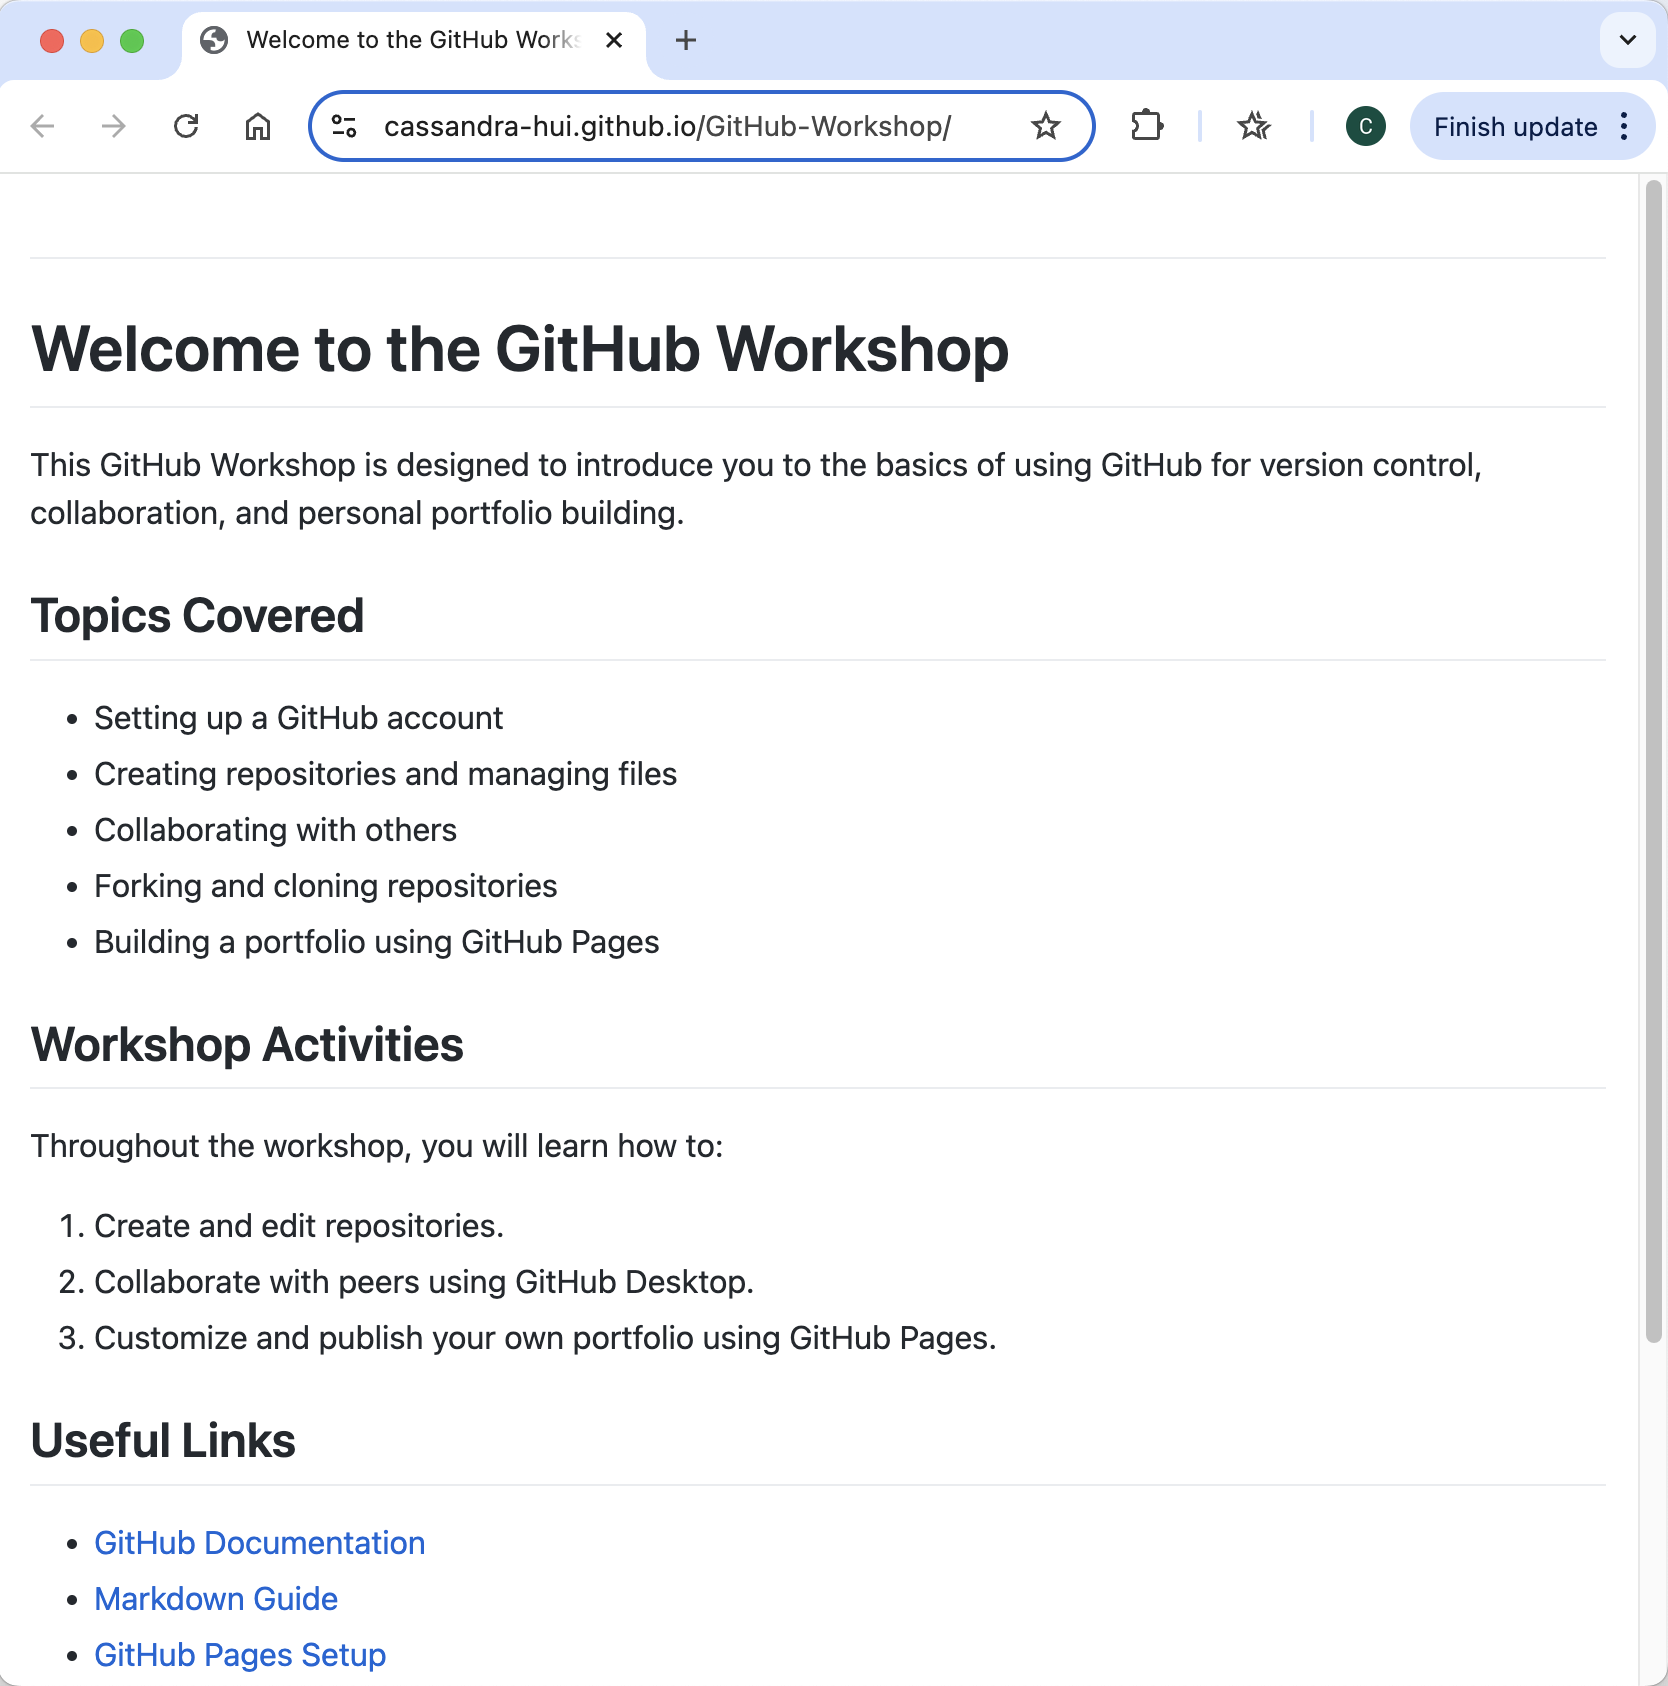 Welcome to the GitHub Works
cassandra-hui.github.io/GitHub-Workshop/
C
Finish update
Welcome to the GitHub Workshop
This GitHub Workshop is designed to introduce you to the basics of using GitHub for version control,
collaboration, and personal portfolio building.
Topics Covered
• Setting up a GitHub account
• Creating repositories and managing files
• Collaborating with others
• Forking and cloning repositories
• Building a portfolio using GitHub Pages
Workshop Activities
Throughout the workshop, you will learn how to:
1. Create and edit repositories.
2. Collaborate with peers using GitHub Desktop.
3. Customize and publish your own portfolio using GitHub Pages.
Useful Links
• GitHub Documentation
• Markdown Guide
• GitHub Pages Setup